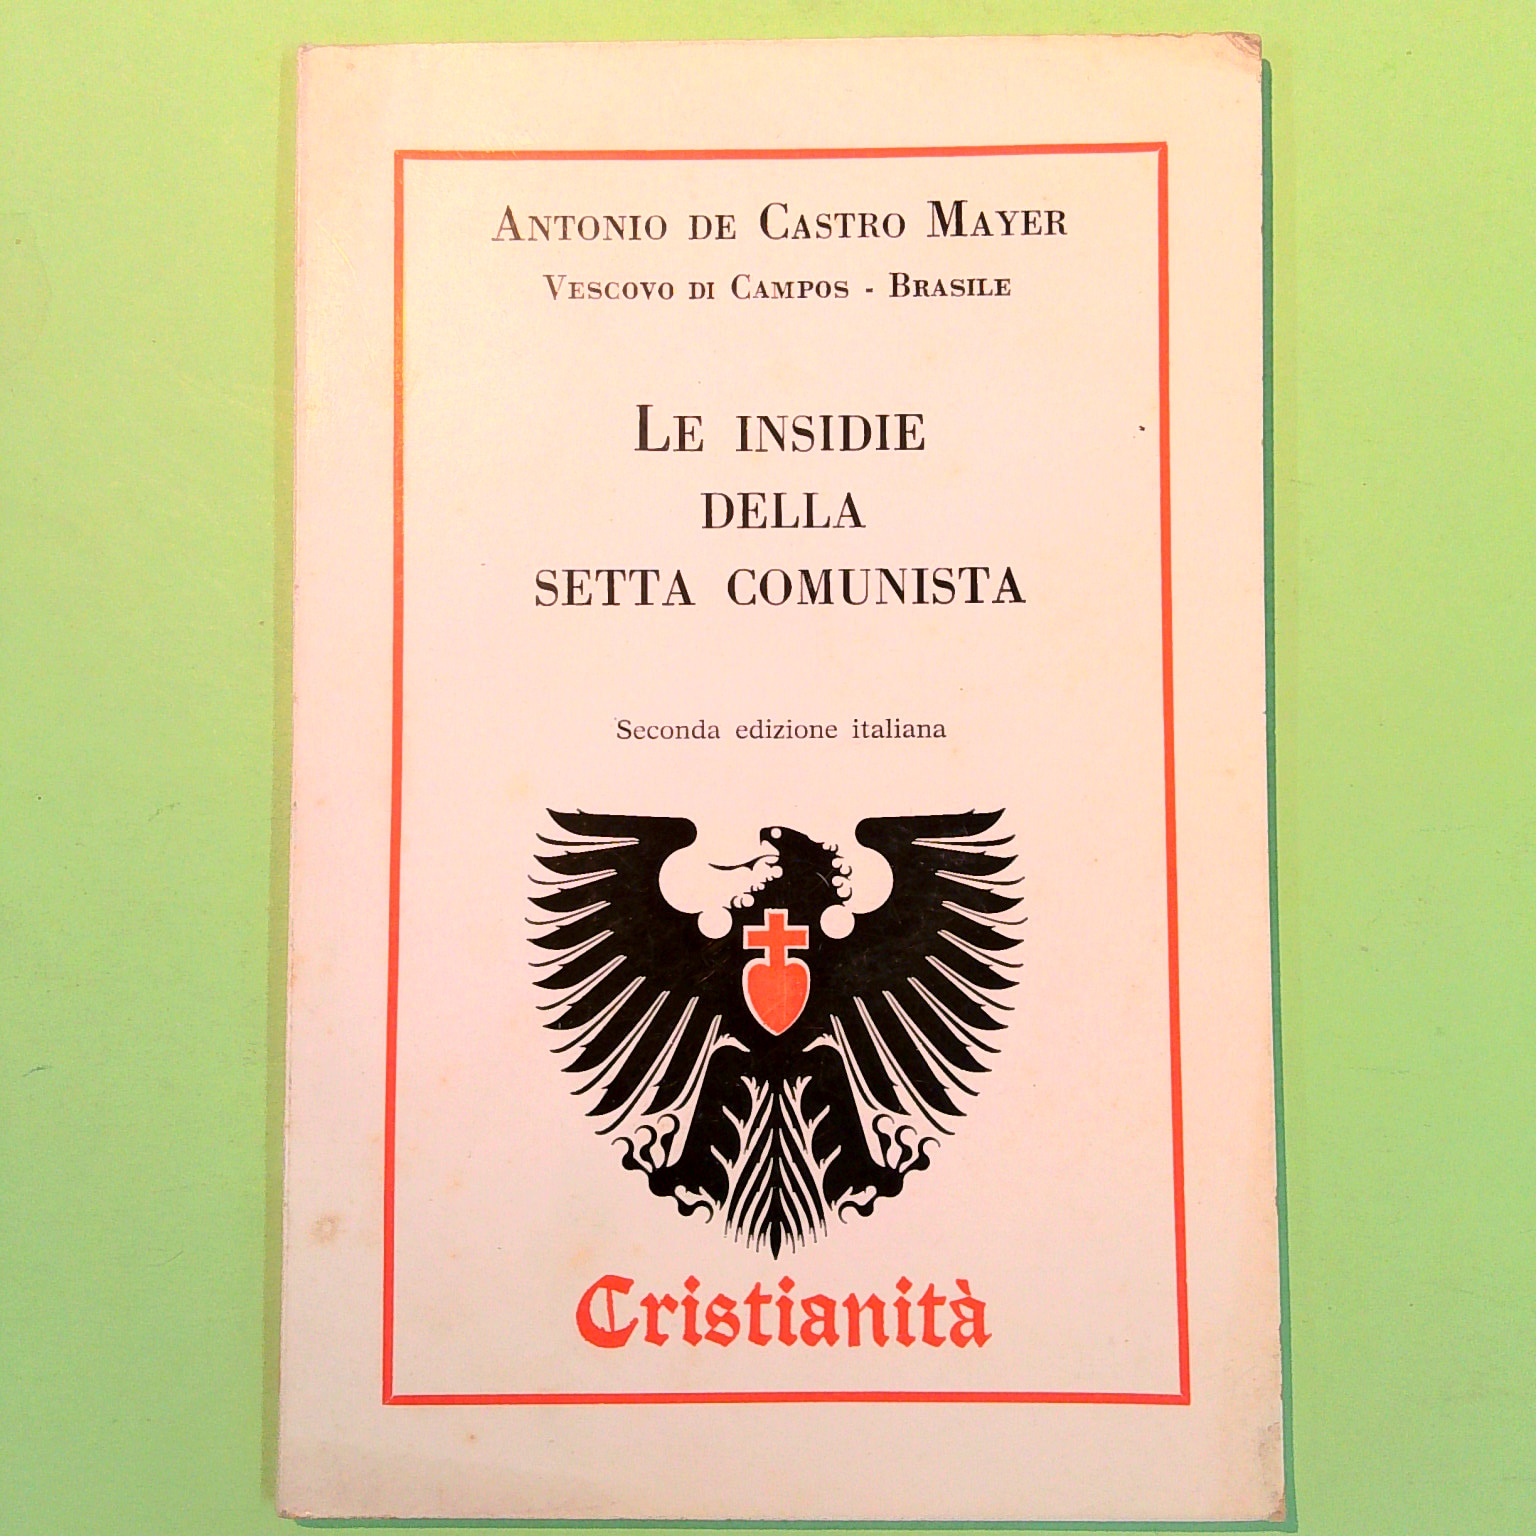 Antonio de Castro Mayer
Vescovo di Campos - Brasile
Le insidie
della
setta comunista
Seconda edizione italiana
Cristianità